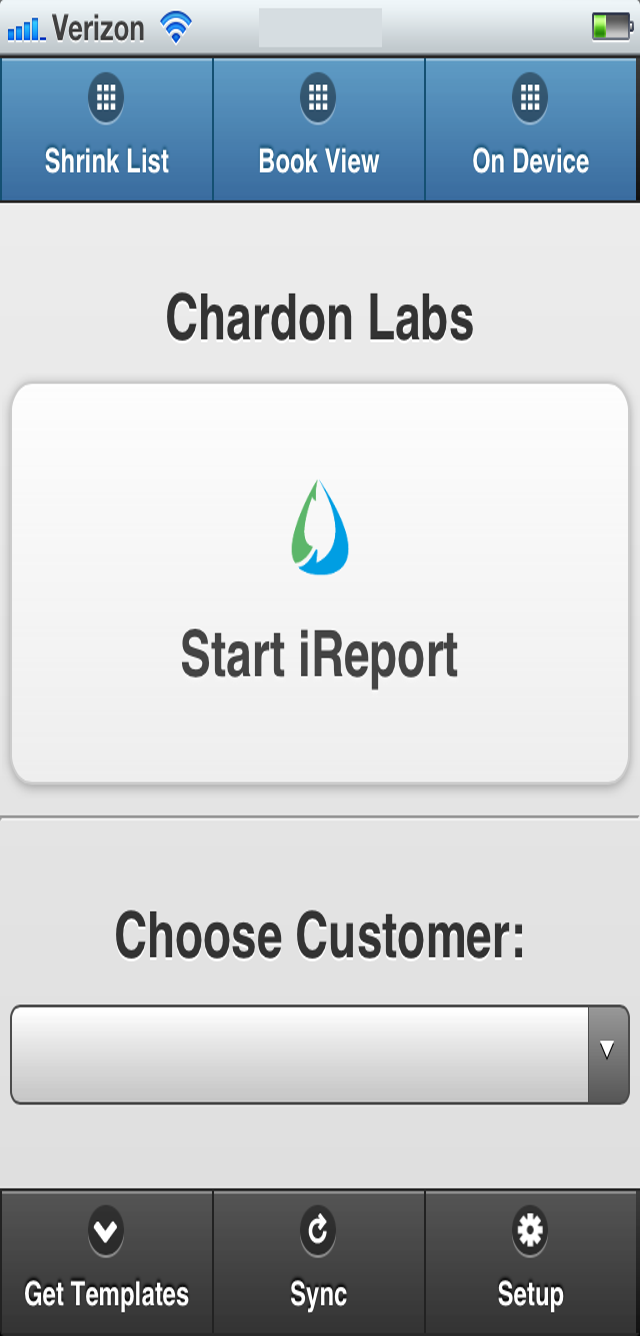 Verizon
Shrink List
Book View
On Device
Chardon Labs
Start iReport
Choose Customer:
Get Templates
Sync
Setup